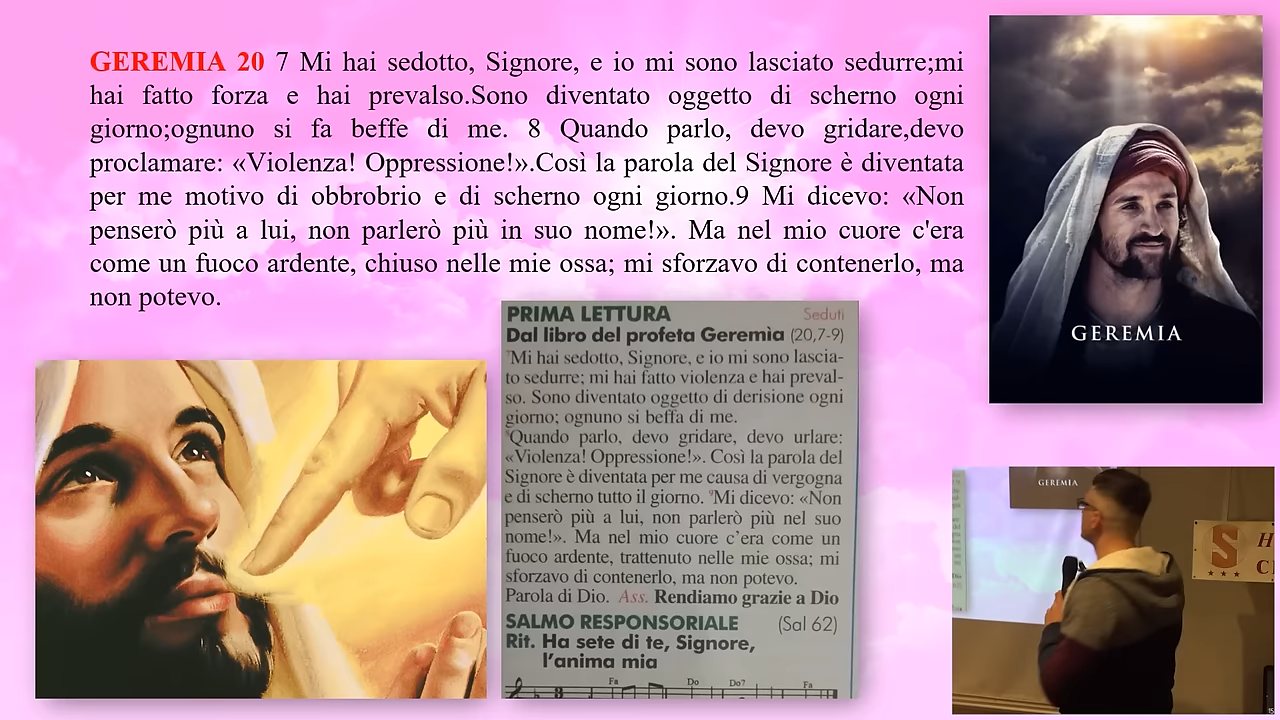 GEREMIA 20 7 Mi hai sedotto, Signore, e io mi sono lasciato sedurre;mi
hai fatto forza e hai prevalso.Sono diventato oggetto di scherno ogni
giorno;ognuno si fa beffe di me. 8 Quando parlo, devo gridare,devo
proclamare: «Violenza! Oppressione!».Così la parola del Signore è diventata
per me motivo di obbrobrio e di scherno ogni giorno.9 Mi dicevo: «Non
penserò più a lui, non parlerò più in suo nome!». Ma nel mio cuore c'era
come un fuoco ardente, chiuso nelle mie ossa; mi sforzavo di contenerlo, ma
non potevo.
GEREMIA
PRIMA LETTURA Seduti
Dal libro del profeta Geremìa (20,7-9)
7Mi hai sedotto, Signore, e io mi sono lascia-
to sedurre; mi hai fatto violenza e hai preval-
so. Sono diventato oggetto di derisione ogni
giorno; ognuno si beffa di me.
8Quando parlo, devo gridare, devo urlare:
«Violenza! Oppressione!». Così la parola del
Signore è diventata per me causa di vergogna
e di scherno tutto il giorno. 9Mi dicevo: «Non
penserò più a lui, non parlerò più nel suo
nome!». Ma nel mio cuore c'era come un
fuoco ardente, trattenuto nelle mie ossa; mi
sforzavo di contenerlo, ma non potevo.
Parola di Dio. Ass. Rendiamo grazie a Dio
SALMO RESPONSORIALE (Sal 62)
Rit. Ha sete di te, Signore,
l'anima mia
Fa Do Do7 Fa
GEREMIA
S H
C